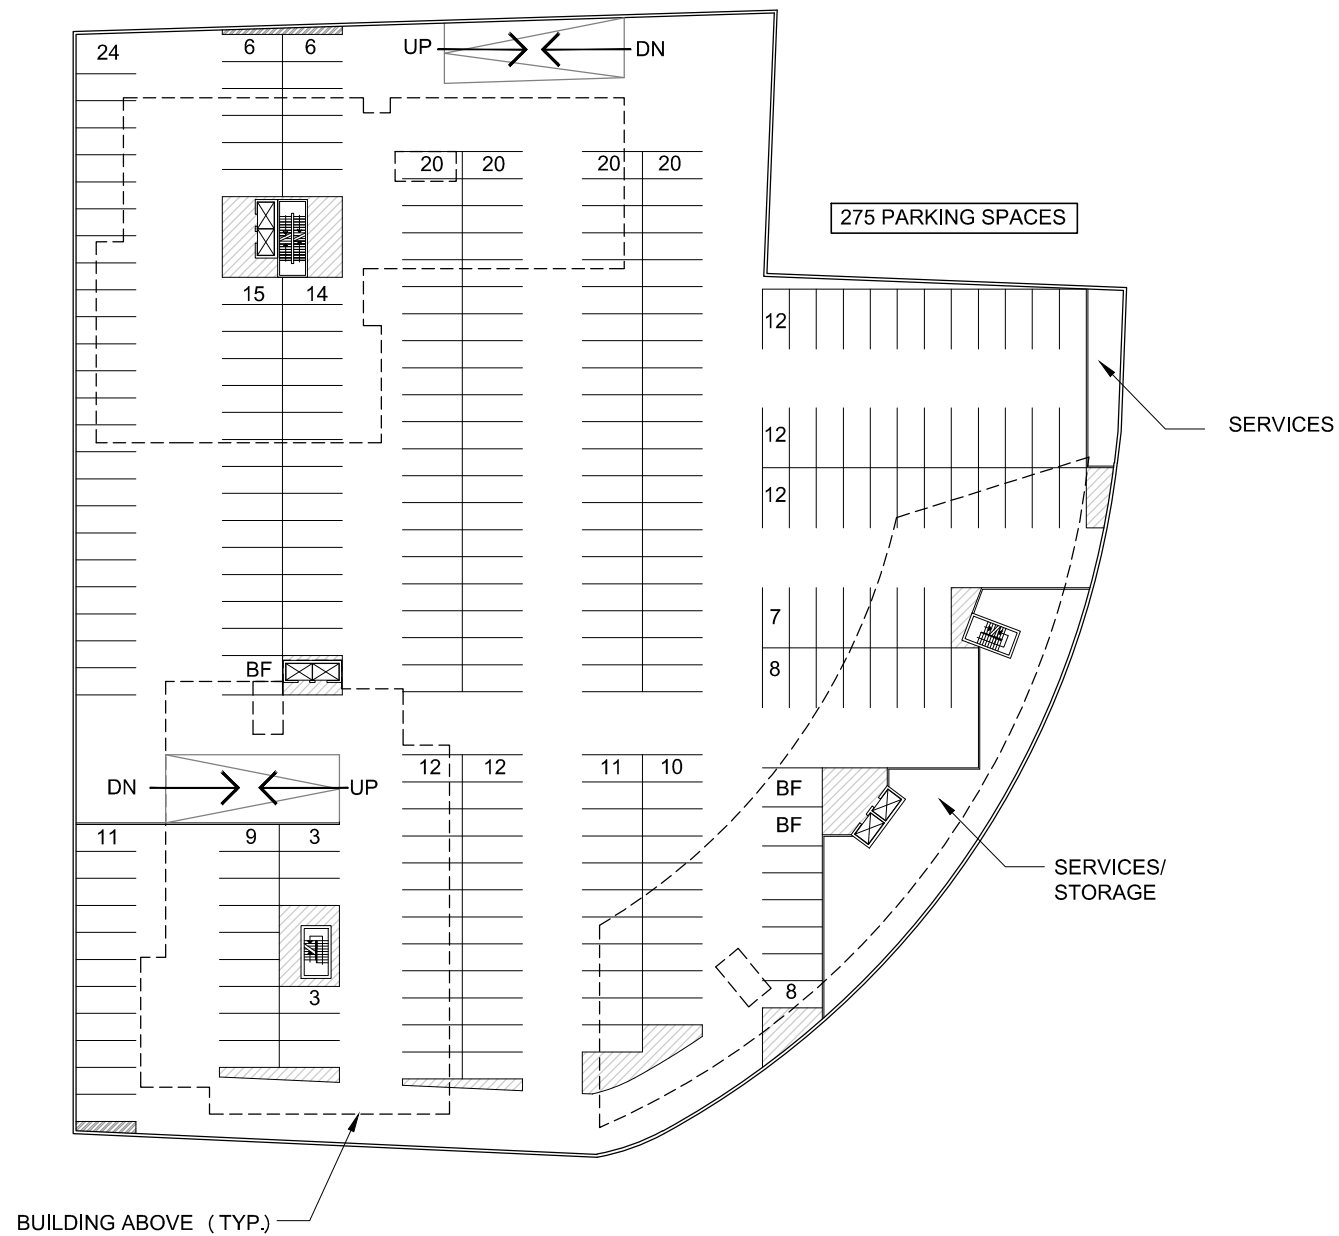 24
6 6
UP DN
20 20 20 20
275 PARKING SPACES
15 14
12
SERVICES
12
12
7
BF
8
DN UP
12 12 11 10
BF
BF
11 9 3
SERVICES/
STORAGE
3
8
BUILDING ABOVE (TYP.)